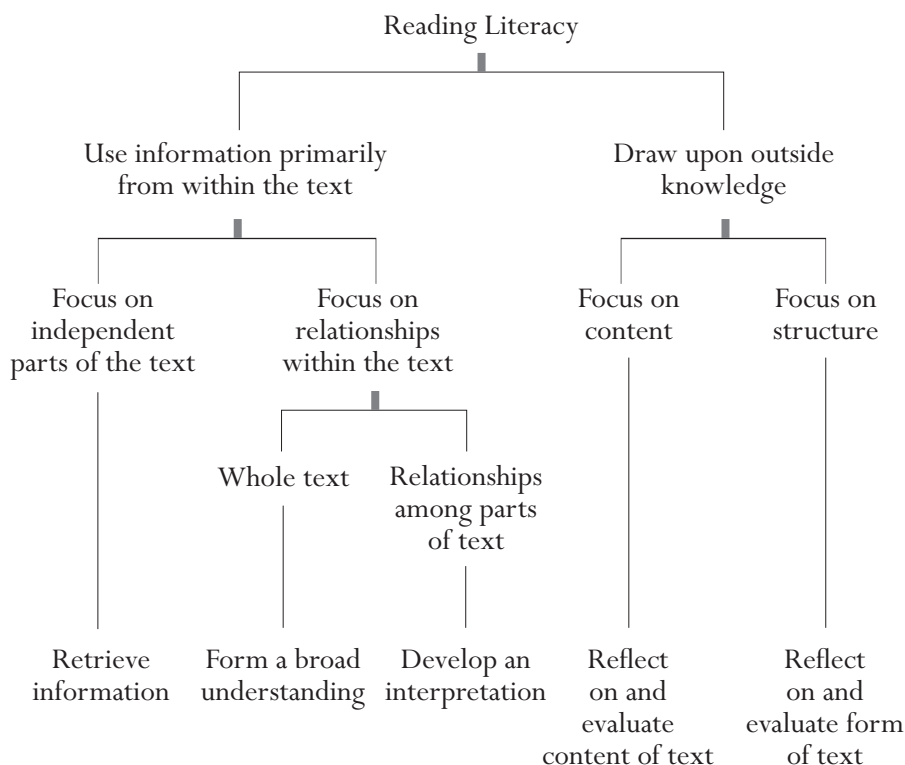 Reading Literacy
Use information primarily
from within the text
Draw upon outside
knowledge
Focus on
independent
parts of the text
Focus on
relationships
within the text
Focus on
content
Focus on
structure
Whole text
Relationships
among parts
of text
Retrieve
information
Form a broad
understanding
Develop an
interpretation
Reflect
on and
evaluate
content of text
Reflect
on and
evaluate form
of text